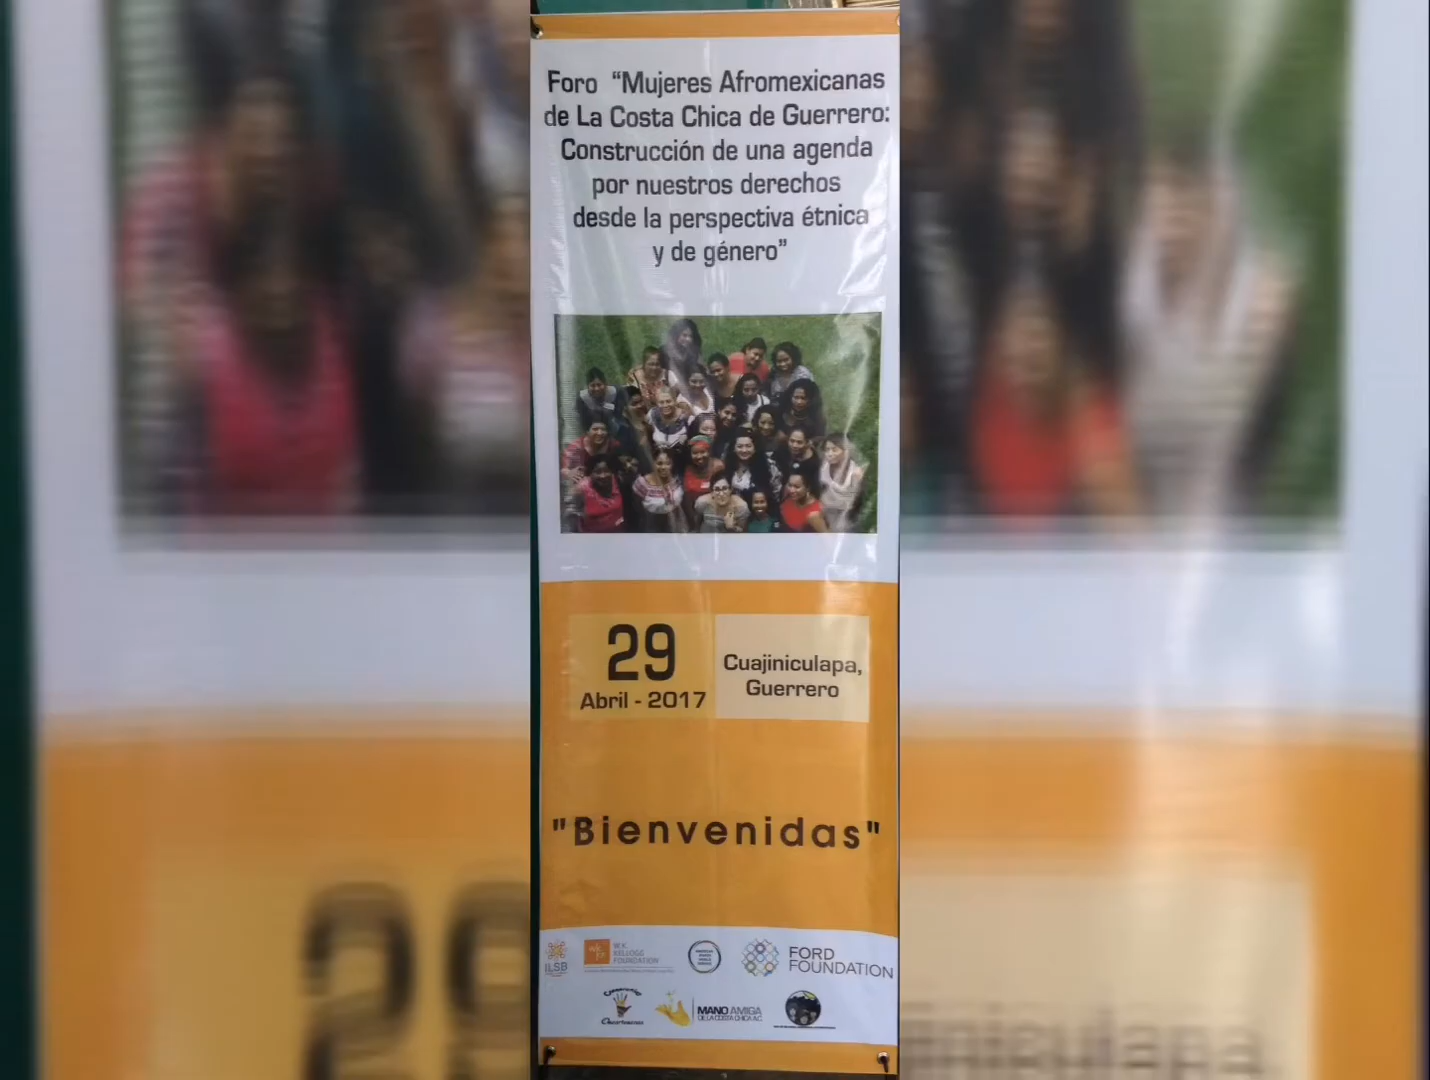 Foro “Mujeres Afromexicanas
de La Costa Chica de Guerrero:
Construcción de una agenda
por nuestros derechos
desde la perspectiva étnica
y de género”
29
Abril - 2017
Cuajiniculapa,
Guerrero
"Bienvenidas"
ILSB
W.K.
KELLOGG
FOUNDATION
FORD
FOUNDATION
MANO AMIGA
DE LA COSTA CHICA A.C.